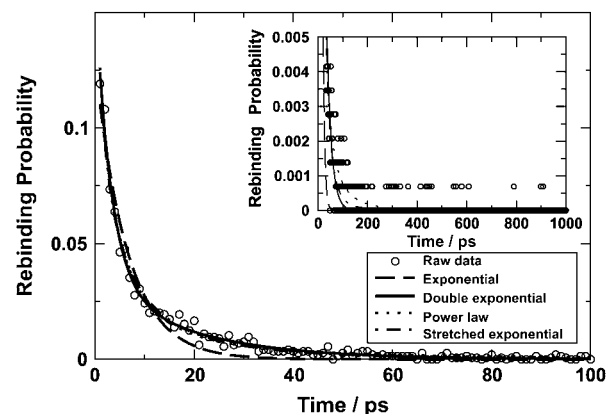 Rebinding Probability
0.1
0.05
0
0 20 40 60 80 100
Time / ps
Rebinding Probability
0.005
0.004
0.003
0.002
0.001
0
0 200 400 600 800 1000
Time / ps
Raw data
Exponential
Double exponential
Power law
Stretched exponential